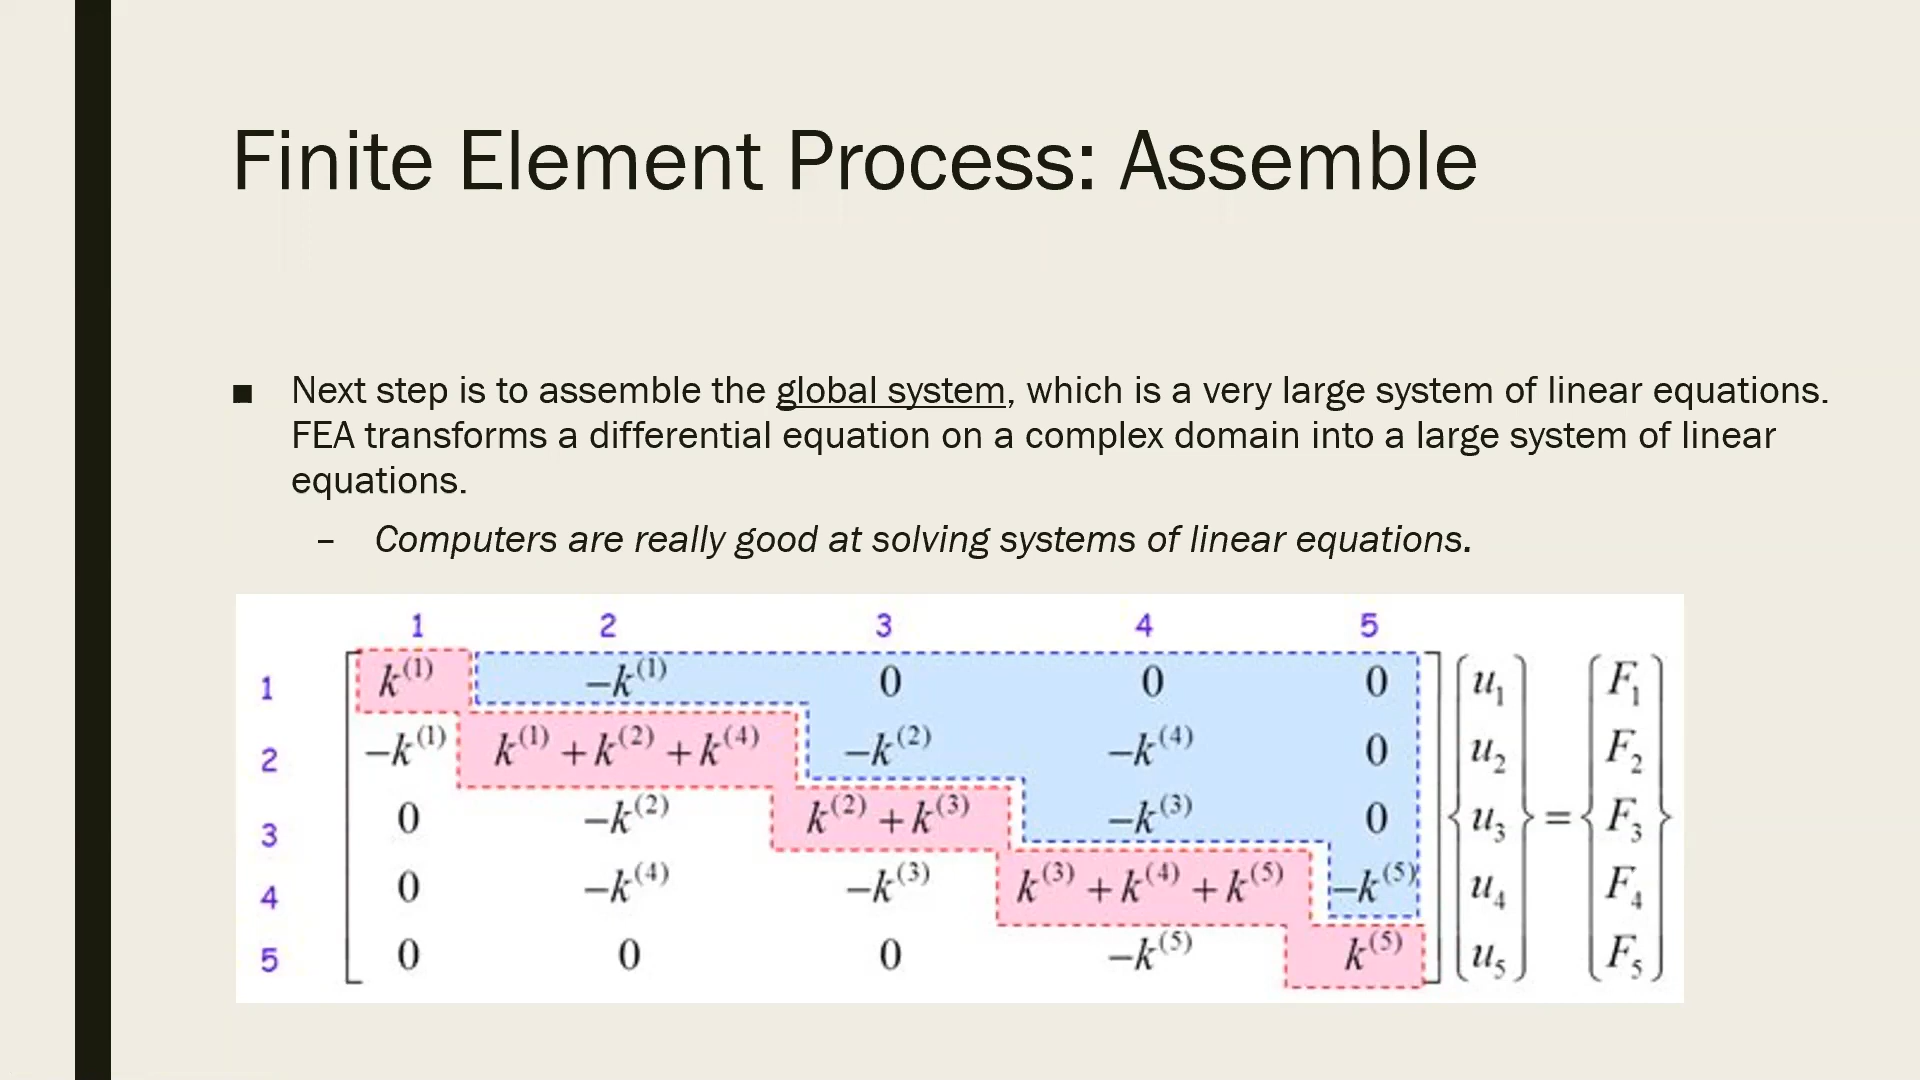 Finite Element Process: Assemble
■ Next step is to assemble the global system, which is a very large system of linear equations.
FEA transforms a differential equation on a complex domain into a large system of linear
equations.
– Computers are really good at solving systems of linear equations.
1 2 3 4 5
1 k⁽¹⁾ −k⁽¹⁾ 0 0 0 u₁ F₁
2 −k⁽¹⁾ k⁽¹⁾ + k⁽²⁾ + k⁽⁴⁾ −k⁽²⁾ −k⁽⁴⁾ 0 u₂ F₂
3 0 −k⁽²⁾ k⁽²⁾ + k⁽³⁾ −k⁽³⁾ 0 u₃ = F₃
4 0 −k⁽⁴⁾ −k⁽³⁾ k⁽³⁾ + k⁽⁴⁾ + k⁽⁵⁾ −k⁽⁵⁾ u₄ F₄
5 0 0 0 −k⁽⁵⁾ k⁽⁵⁾ u₅ F₅